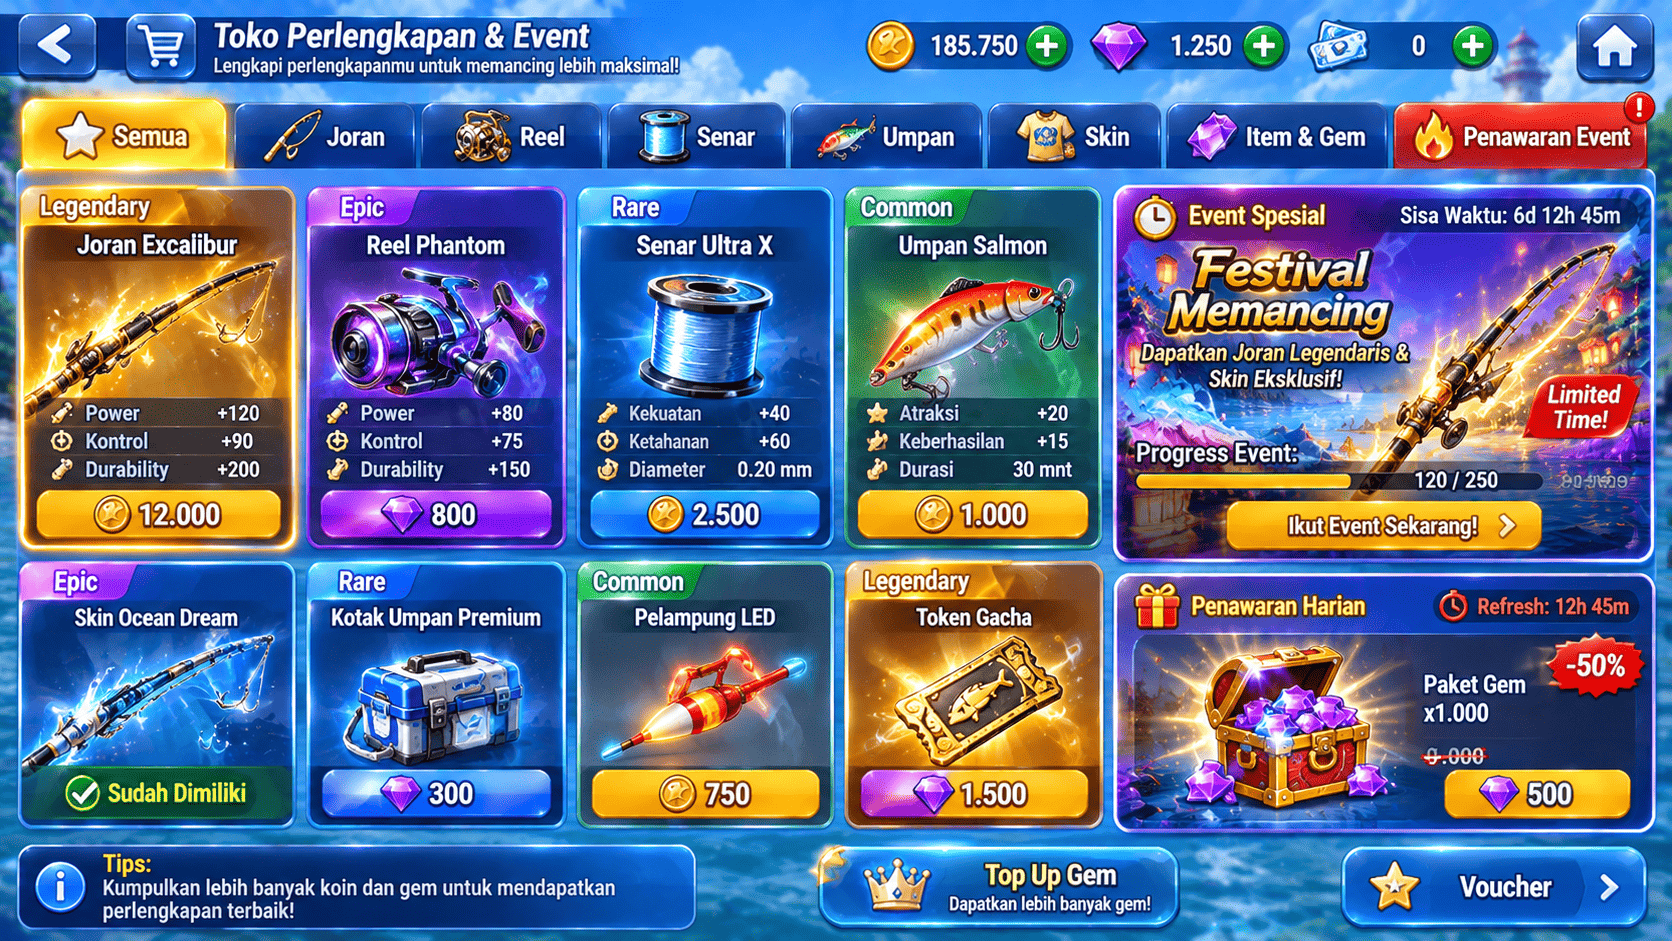 Toko Perlengkapan & Event
Lengkapi perlengkapanmu untuk memancing lebih maksimal!
185.750
1.250
0
Semua
Joran
Reel
Senar
Umpan
Skin
Item & Gem
Penawaran Event
!
Legendary
Joran Excalibur
Power +120
Kontrol +90
Durability +200
12.000
Epic
Reel Phantom
Power +80
Kontrol +75
Durability +150
800
Rare
Senar Ultra X
Kekuatan +40
Ketahanan +60
Diameter 0.20 mm
2.500
Common
Umpan Salmon
Atraksi +20
Keberhasilan +15
Durasi 30 mnt
1.000
Event Spesial
Sisa Waktu: 6d 12h 45m
Festival
Memancing
Dapatkan Joran Legendaris &
Skin Eksklusif!
Limited
Time!
Progress Event:
120 / 250
Ikut Event Sekarang!
Epic
Skin Ocean Dream
Sudah Dimiliki
Rare
Kotak Umpan Premium
300
Common
Pelampung LED
750
Legendary
Token Gacha
1.500
Penawaran Harian
Refresh: 12h 45m
-50%
Paket Gem
x1.000
500
Tips:
Kumpulkan lebih banyak koin dan gem untuk mendapatkan
perlengkapan terbaik!
Top Up Gem
Dapatkan lebih banyak gem!
Voucher